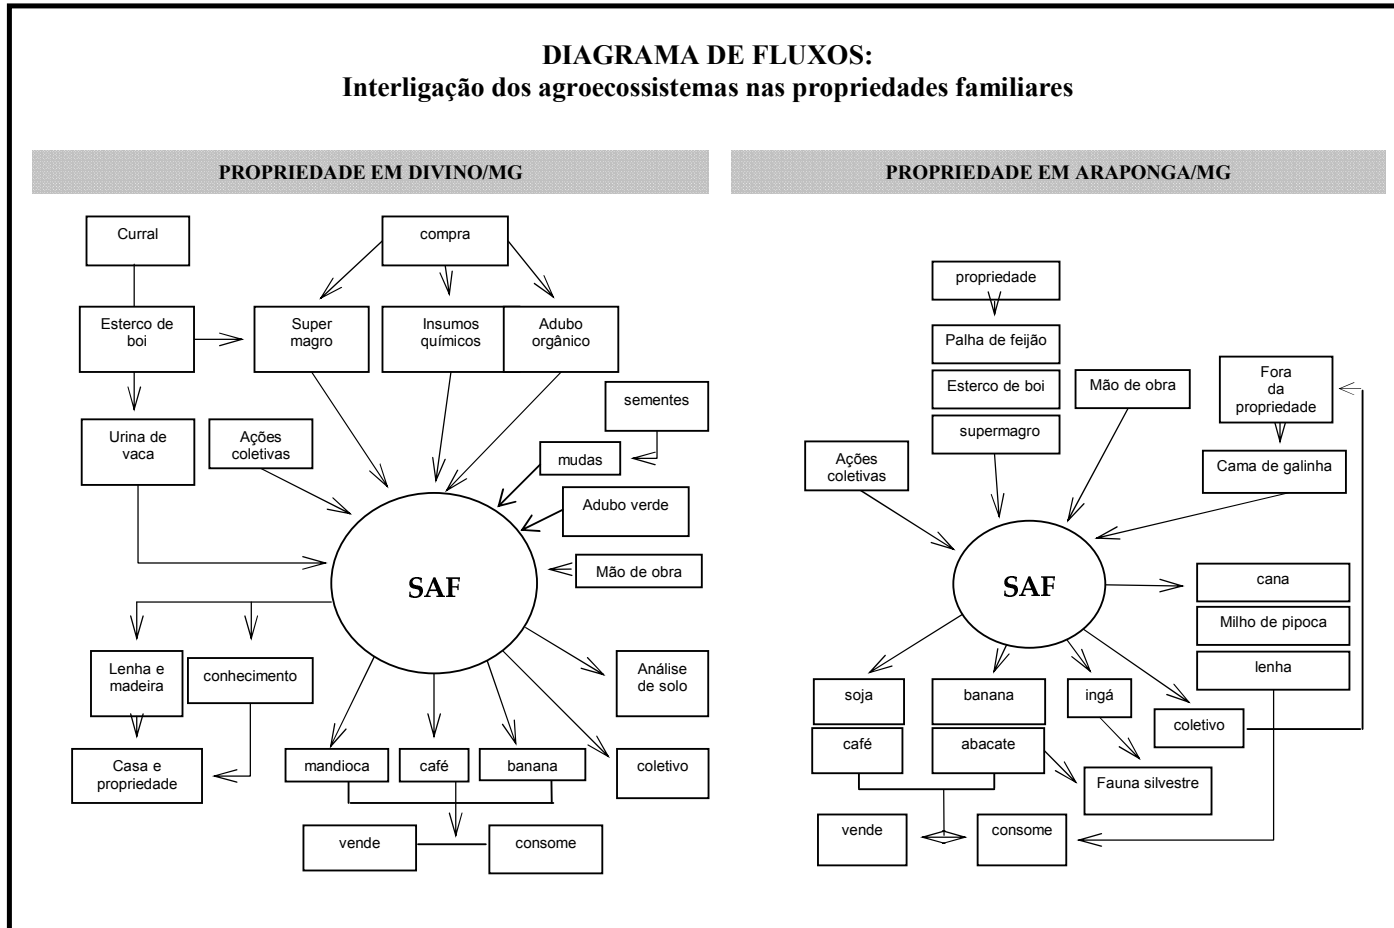 DIAGRAMA DE FLUXOS:
Interligação dos agroecossistemas nas propriedades familiares
PROPRIEDADE EM DIVINO/MG
Curral
compra
Esterco de
boi
Super
magro
Insumos
químicos
Adubo
orgânico
sementes
Urina de
vaca
Ações
coletivas
mudas
Adubo verde
SAF
Mão de obra
Lenha e
madeira
conhecimento
Análise
de solo
Casa e
propriedade
mandioca
café
banana
coletivo
vende
consome
PROPRIEDADE EM ARAPONGA/MG
propriedade
Palha de feijão
Esterco de boi
supermagro
Mão de obra
Fora
da
propriedade
Ações
coletivas
Cama de galinha
SAF
cana
Milho de pipoca
lenha
soja
banana
ingá
coletivo
café
abacate
Fauna silvestre
vende
consome